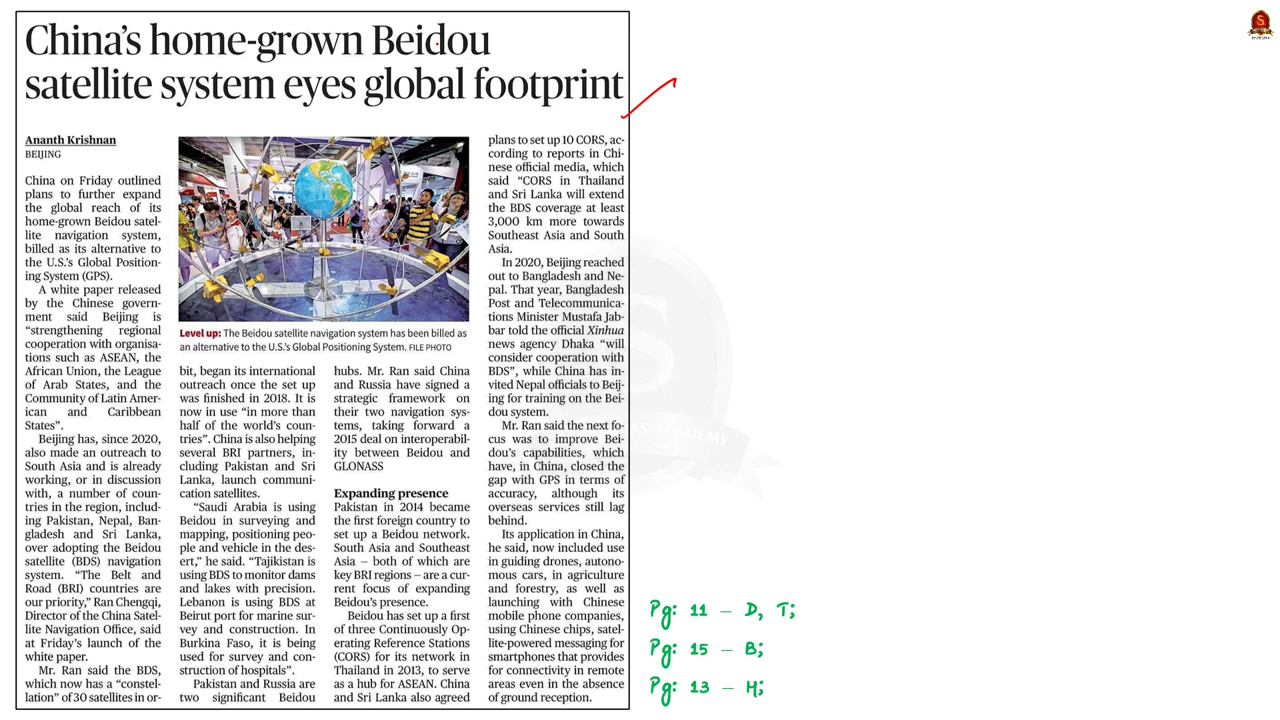 China's home-grown Beidou
satellite system eyes global footprint
Ananth Krishnan
BEIJING
China on Friday outlined
plans to further expand
the global reach of its
home-grown Beidou satel-
lite navigation system,
billed as its alternative to
the U.S.'s Global Position-
ing System (GPS).
A white paper released
by the Chinese govern-
ment said Beijing is
“strengthening regional
cooperation with organisa-
tions such as ASEAN, the
African Union, the League
of Arab States, and the
Community of Latin Amer-
ican and Caribbean
States”.
Beijing has, since 2020,
also made an outreach to
South Asia and is already
working, or in discussion
with, a number of coun-
tries in the region, includ-
ing Pakistan, Nepal, Ban-
gladesh and Sri Lanka,
over adopting the Beidou
satellite (BDS) navigation
system. “The Belt and
Road (BRI) countries are
our priority,” Ran Chengqi,
Director of the China Satel-
lite Navigation Office, said
at Friday's launch of the
white paper.
Mr. Ran said the BDS,
which now has a “constel-
lation” of 30 satellites in or-
Level up: The Beidou satellite navigation system has been billed as
an alternative to the U.S.'s Global Positioning System. FILE PHOTO
bit, began its international
outreach once the set up
was finished in 2018. It is
now in use “in more than
half of the world's coun-
tries”. China is also helping
several BRI partners, in-
cluding Pakistan and Sri
Lanka, launch communi-
cation satellites.
“Saudi Arabia is using
Beidou in surveying and
mapping, positioning peo-
ple and vehicle in the des-
ert,” he said. “Tajikistan is
using BDS to monitor dams
and lakes with precision.
Lebanon is using BDS at
Beirut port for marine sur-
vey and construction. In
Burkina Faso, it is being
used for survey and con-
struction of hospitals”.
Pakistan and Russia are
two significant Beidou
hubs. Mr. Ran said China
and Russia have signed a
strategic framework on
their two navigation sys-
tems, taking forward a
2015 deal on interoperabil-
ity between Beidou and
GLONASS
Expanding presence
Pakistan in 2014 became
the first foreign country to
set up a Beidou network.
South Asia and Southeast
Asia — both of which are
key BRI regions — are a cur-
rent focus of expanding
Beidou's presence.
Beidou has set up a first
of three Continuously Op-
erating Reference Stations
(CORS) for its network in
Thailand in 2013, to serve
as a hub for ASEAN. China
and Sri Lanka also agreed
plans to set up 10 CORS, ac-
cording to reports in Chi-
nese official media, which
said “CORS in Thailand
and Sri Lanka will extend
the BDS coverage at least
3,000 km more towards
Southeast Asia and South
Asia.
In 2020, Beijing reached
out to Bangladesh and Ne-
pal. That year, Bangladesh
Post and Telecommunica-
tions Minister Mustafa Jab-
bar told the official Xinhua
news agency Dhaka “will
consider cooperation with
BDS”, while China has in-
vited Nepal officials to Beij-
ing for training on the Bei-
dou system.
Mr. Ran said the next fo-
cus was to improve Bei-
dou's capabilities, which
have, in China, closed the
gap with GPS in terms of
accuracy, although its
overseas services still lag
behind.
Its application in China,
he said, now included use
in guiding drones, autono-
mous cars, in agriculture
and forestry, as well as
launching with Chinese
mobile phone companies,
using Chinese chips, satel-
lite-powered messaging for
smartphones that provides
for connectivity in remote
areas even in the absence
of ground reception.
Pg: 11 – D, T;
Pg: 15 – B;
Pg: 13 – H;